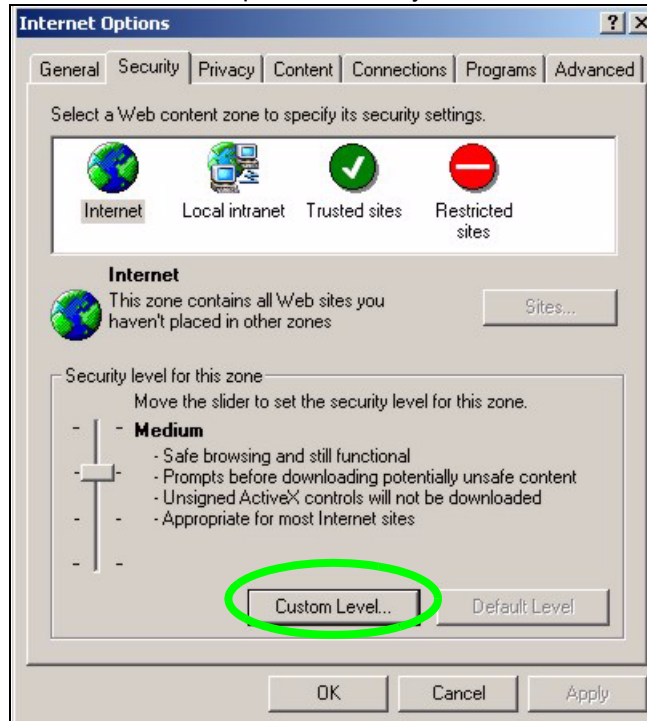 Internet Options
General Security Privacy Content Connections Programs Advanced
Select a Web content zone to specify its security settings.
Internet Local intranet Trusted sites Restricted
sites
Internet
This zone contains all Web sites you
haven't placed in other zones
Sites...
Security level for this zone
Move the slider to set the security level for this zone.
Medium
- Safe browsing and still functional
- Prompts before downloading potentially unsafe content
- Unsigned ActiveX controls will not be downloaded
- Appropriate for most Internet sites
Custom Level... Default Level
OK Cancel Apply